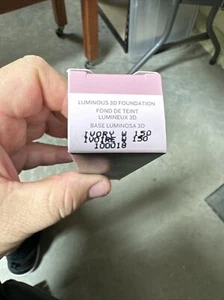 LUMINOUS 3D FOUNDATION
FOND DE TEINT
LUMINEUX 3D
BASE LUMINOSA 3D
IVORY W 150
IVOIRE W 150
100018